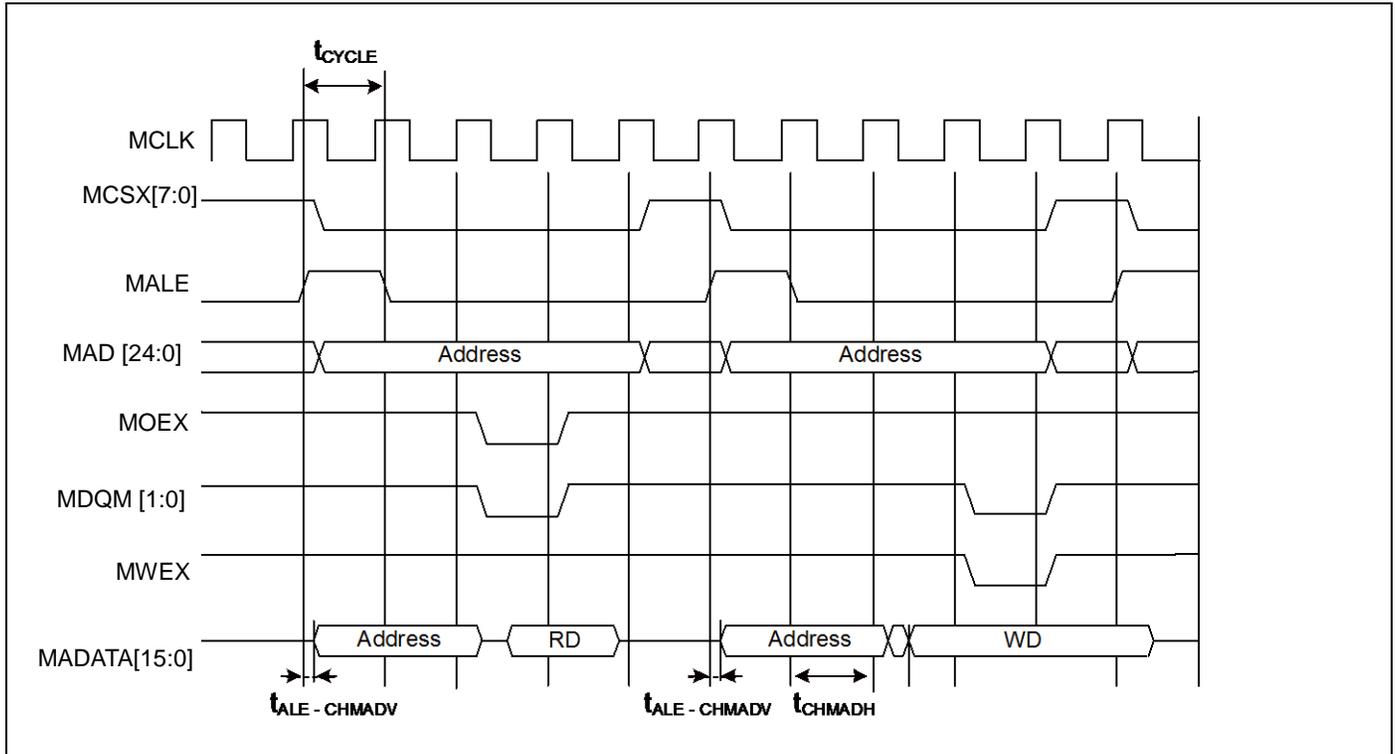 tCYCLE
MCLK
MCSX[7:0]
MALE
MAD [24:0]
Address
Address
MOEX
MDQM [1:0]
MWEX
MADATA[15:0]
Address
RD
Address
WD
tALE - CHMADV
tALE - CHMADV
tCHMADH